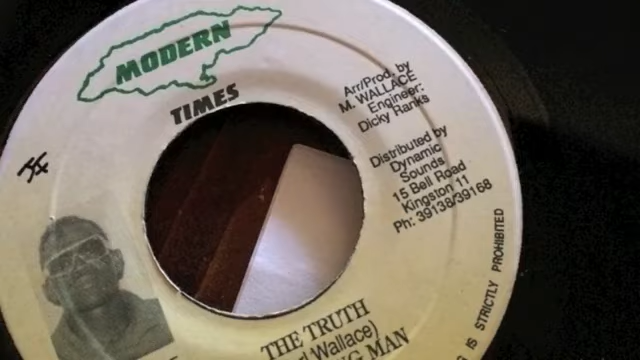 MODERN
TIMES
Arr/Prod. by
M. WALLACE
Engineer:
Dicky Ranks
Distributed by
Dynamic
Sounds
15 Bell Road
Kingston 11
Ph: 39138/39168
THE TRUTH
Wallace)
MAN
IS STRICTLY PROHIBITED